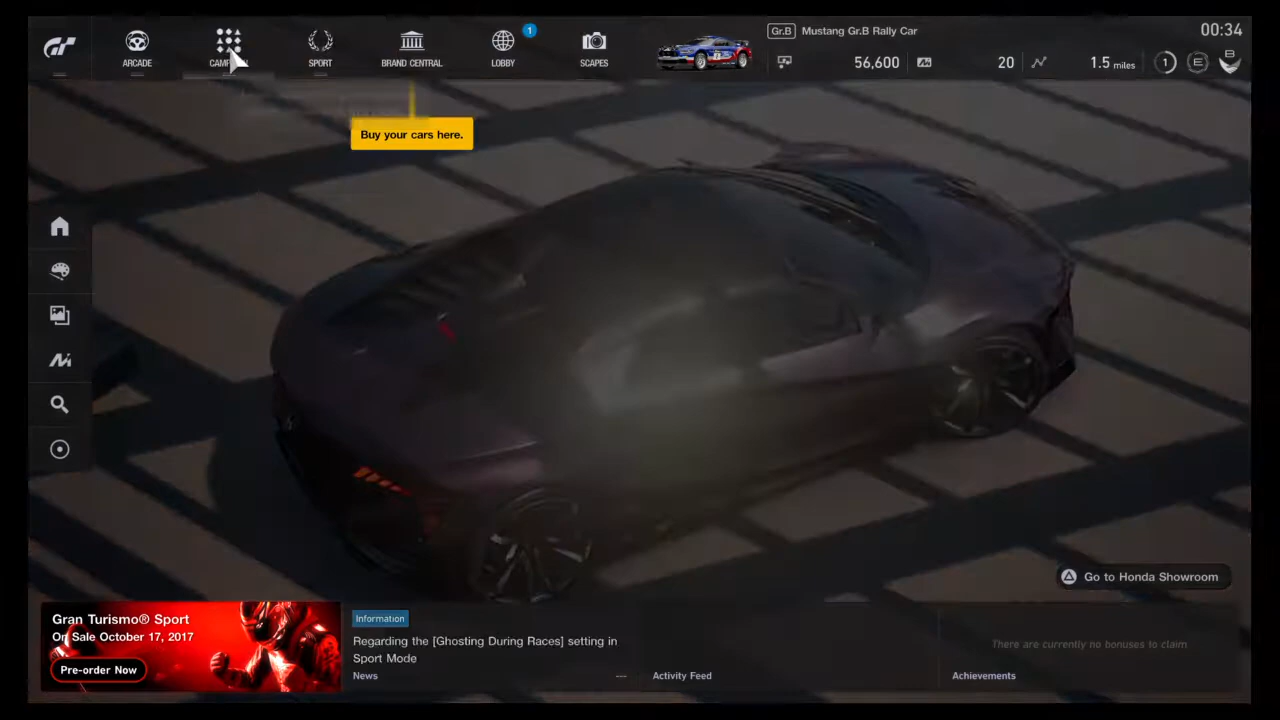 ARCADE
SPORT
BRAND CENTRAL
LOBBY
1
SCAPES
Gr.B Mustang Gr.B Rally Car
56,600
20
1.5 miles
1
E
B
00:34
Buy your cars here.
Go to Honda Showroom
Gran Turismo® Sport
On Sale October 17, 2017
Pre-order Now
Information
Regarding the [Ghosting During Races] setting in
Sport Mode
News
Activity Feed
There are currently no bonuses to claim
Achievements